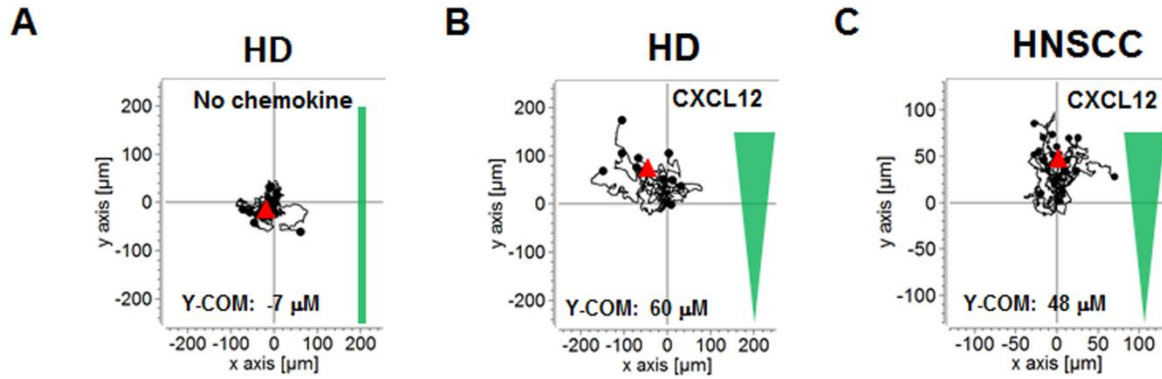 A
HD
No chemokine
200
100
0
-100
-200
y axis [µm]
Y-COM: -7 µM
-200 -100 0 100 200
x axis [µm]
B
HD
CXCL12
200
100
0
-100
-200
y axis [µm]
Y-COM: 60 µM
-200 -100 0 100 200
x axis [µm]
C
HNSCC
CXCL12
100
50
0
-50
-100
y axis [µm]
Y-COM: 48 µM
-100 -50 0 50 100
x axis [µm]